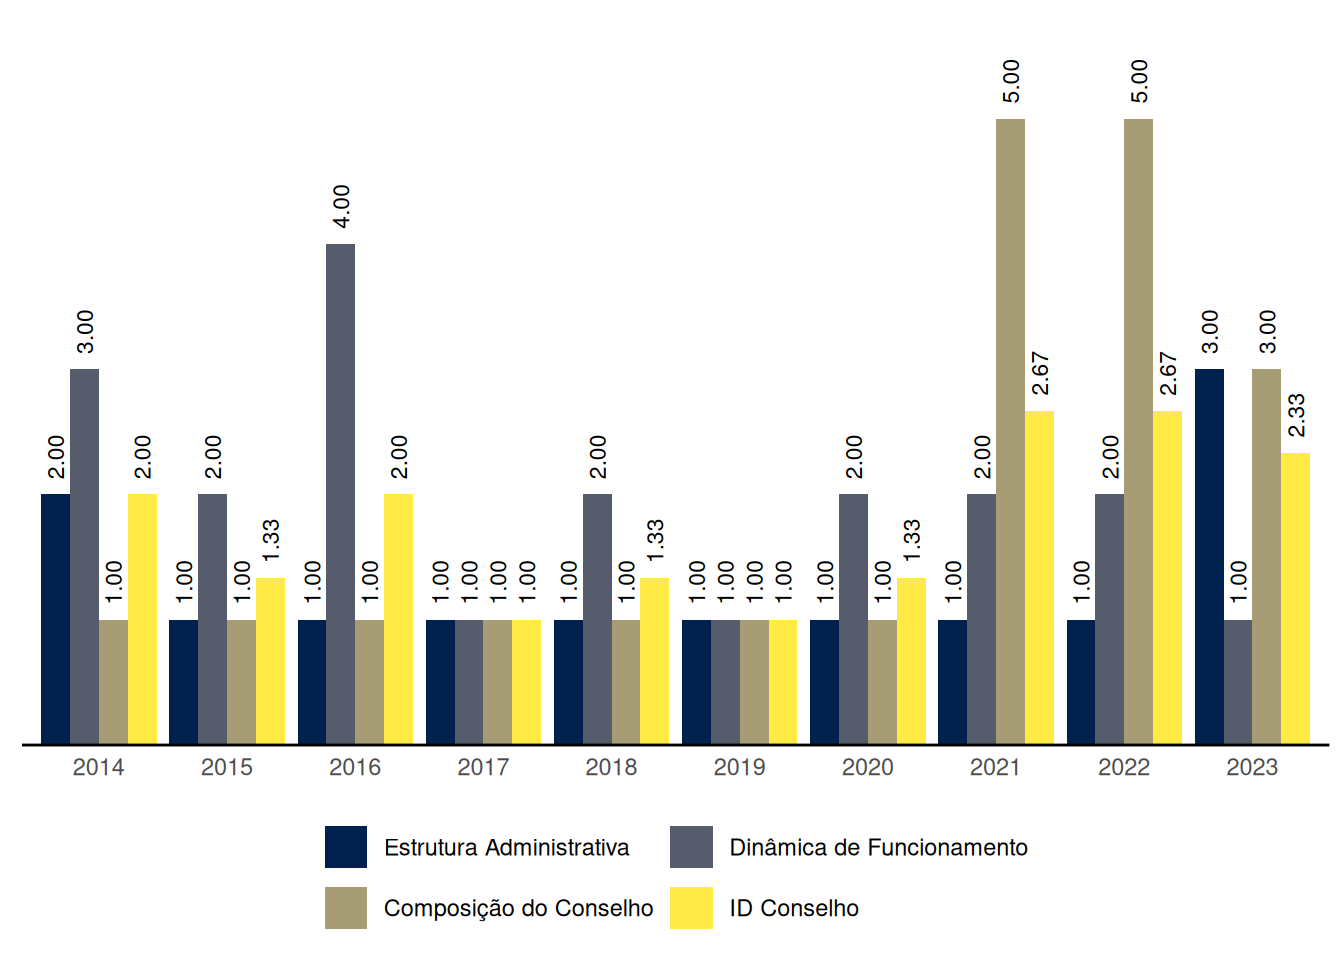 5.00 5.00
4.00
3.00 3.00 3.00
2.67 2.67
2.33
2.00 2.00 2.00 2.00 2.00 2.00 2.00 2.00
1.33 1.33 1.33
1.00 1.00 1.00 1.00 1.00 1.00 1.00 1.00 1.00 1.00 1.00 1.00 1.00 1.00 1.00 1.00 1.00 1.00 1.00 1.00
2014 2015 2016 2017 2018 2019 2020 2021 2022 2023
Estrutura Administrativa Dinâmica de Funcionamento
Composição do Conselho ID Conselho